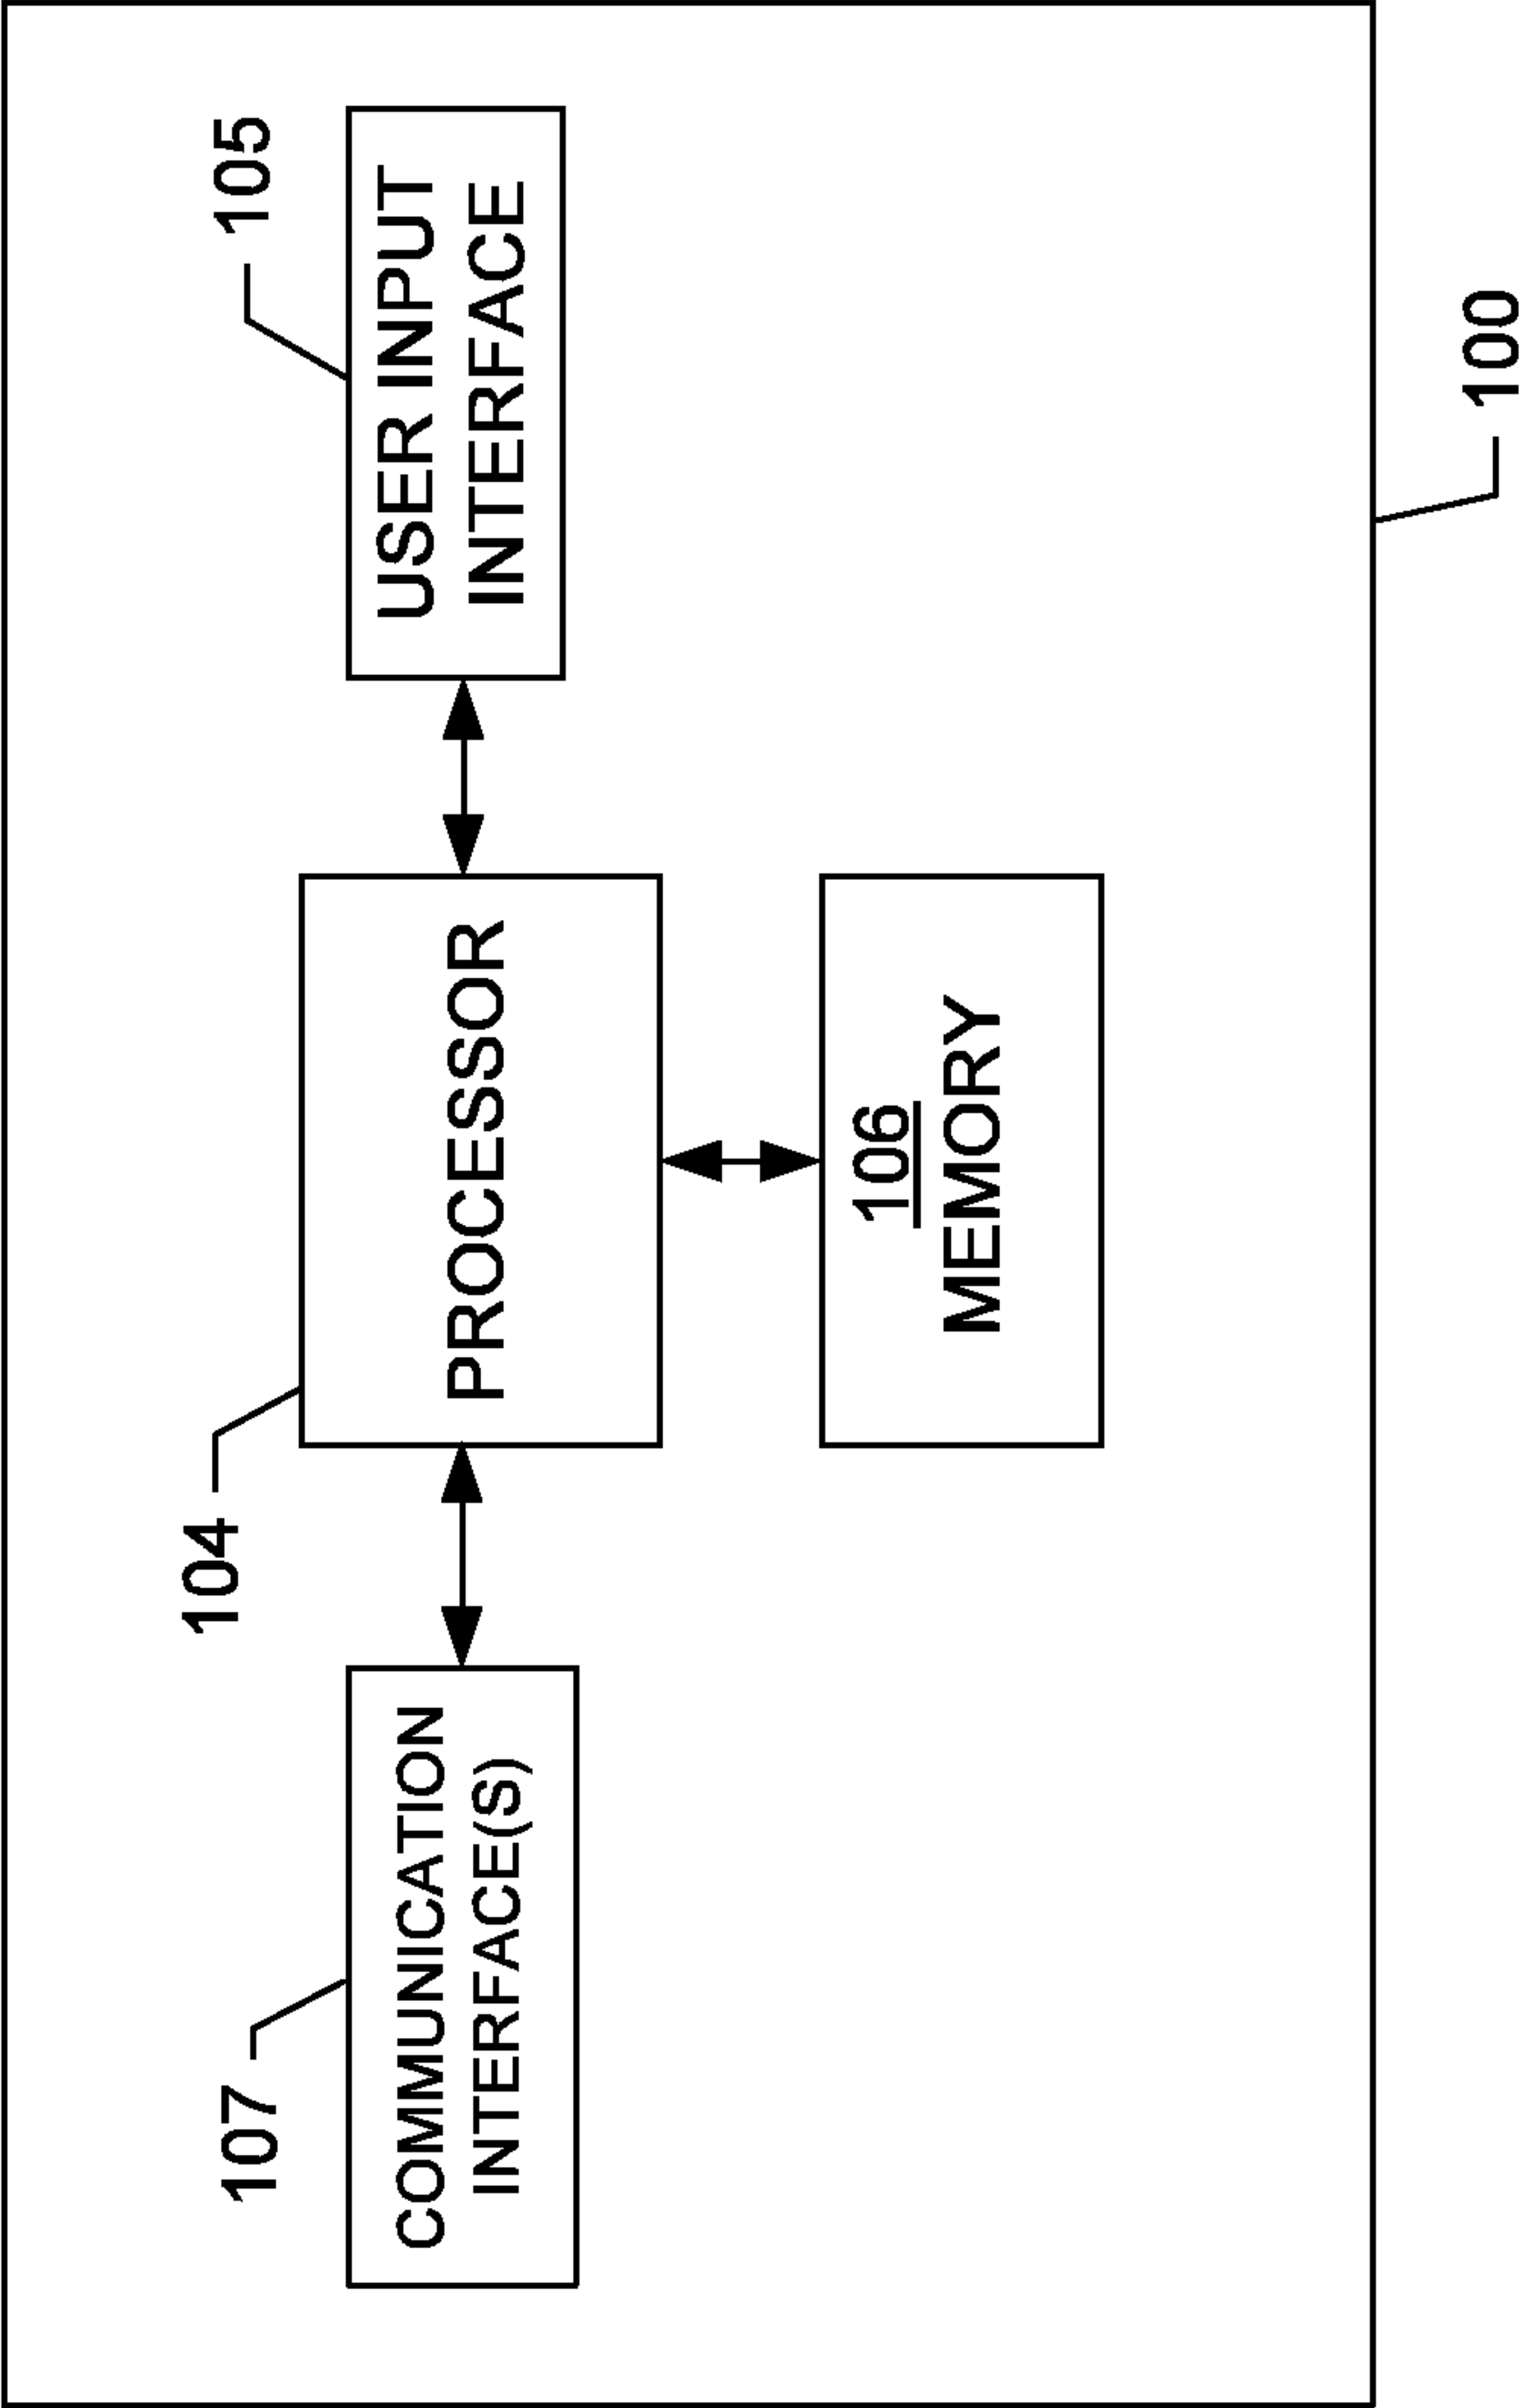 107
COMMUNICATION
INTERFACE(S)
104
PROCESSOR
105
USER INPUT
INTERFACE
106
MEMORY
100